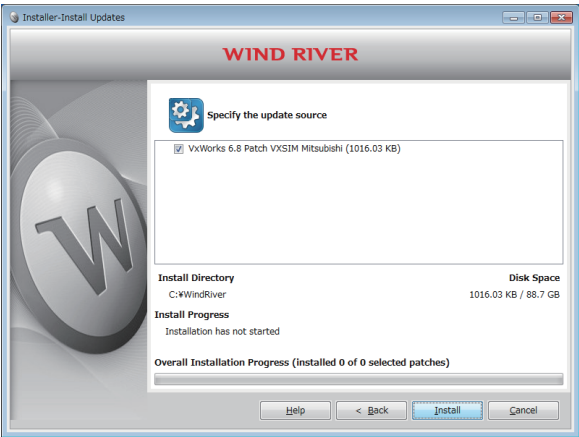 Installer-Install Updates
WIND RIVER
Specify the update source
VxWorks 6.8 Patch VXSIM Mitsubishi (1016.03 KB)
W
Install Directory
Disk Space
C:¥WindRiver
1016.03 KB / 88.7 GB
Install Progress
Installation has not started
Overall Installation Progress (installed 0 of 0 selected patches)
Help
< Back
Install
Cancel